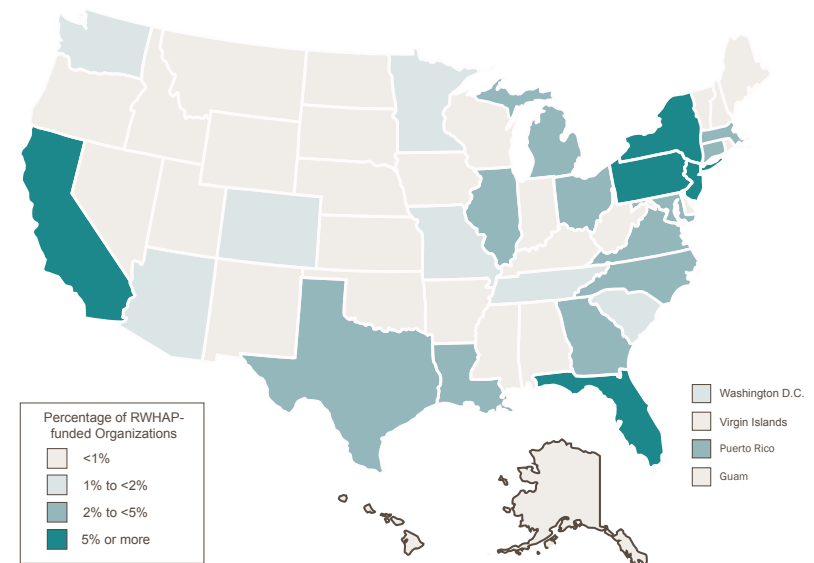 Washington D.C.
Virgin Islands
Puerto Rico
Guam
Percentage of RWHAP-
funded Organizations
<1%
1% to <2%
2% to <5%
5% or more